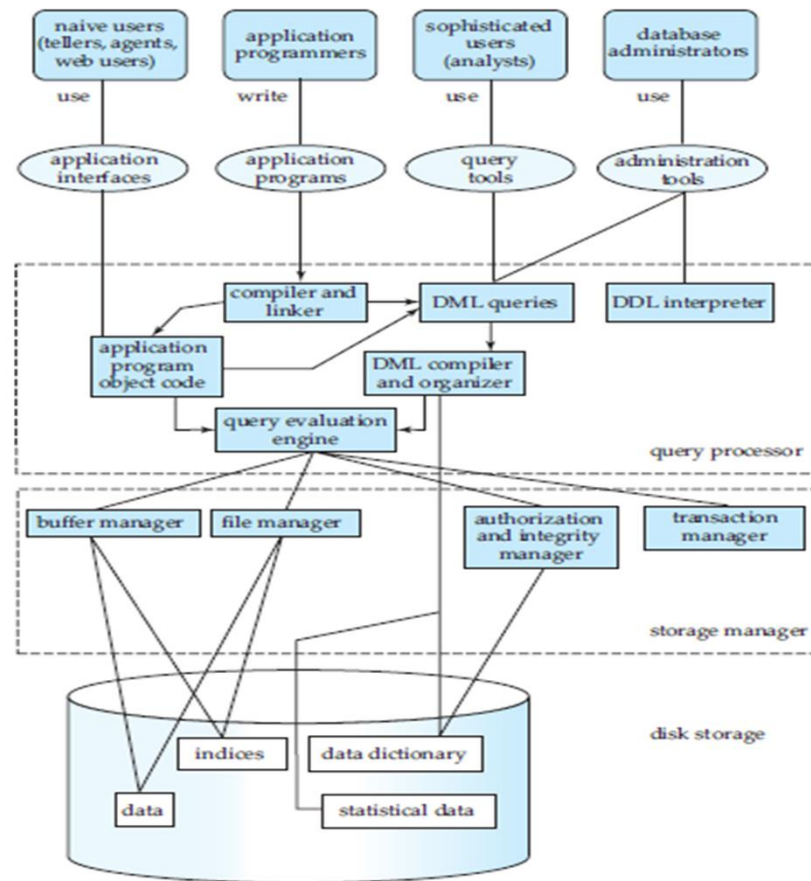 naive users
(tellers, agents,
web users)
application
programmers
sophisticated
users
(analysts)
database
administrators
use
write
use
use
application
interfaces
application
programs
query
tools
administration
tools
compiler and
linker
DML queries
DDL interpreter
application
program
object code
DML compiler
and organizer
query evaluation
engine
query processor
buffer manager
file manager
authorization
and integrity
manager
transaction
manager
storage manager
disk storage
indices
data dictionary
data
statistical data